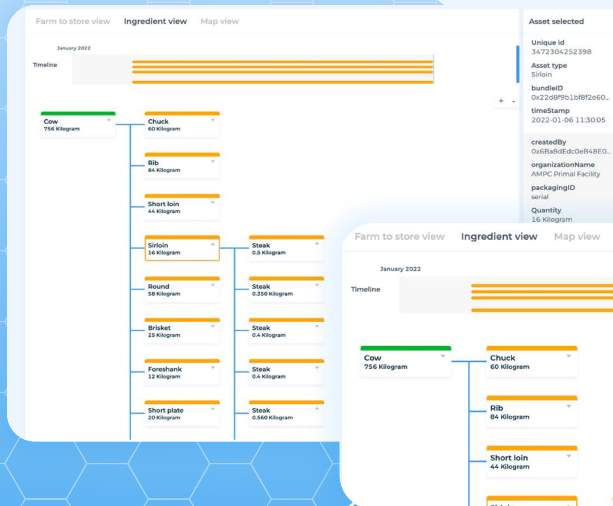 Farm to store view Ingredient view Map view
January 2022
Timeline
+ -
Cow
756 Kilogram
Chuck
60 Kilogram
Rib
84 Kilogram
Short loin
44 Kilogram
Sirloin
16 Kilogram
Round
58 Kilogram
Brisket
25 Kilogram
Foreshank
12 Kilogram
Short plate
20 Kilogram
Steak
0.5 Kilogram
Steak
0.350 Kilogram
Steak
0.4 Kilogram
Steak
0.4 Kilogram
Steak
0.560 Kilogram
Asset selected
Unique id
3472304252398
Asset type
Sirloin
bundleID
0x22d8f9b1bf8f2e60...
timeStamp
2022-01-06 11:30:05
createdBy
0x6Ba8dEdc0eB48E0...
organizationName
AMPC Primal Facility
packagingID
serial
Quantity
16 Kilogram
Farm to store view Ingredient view Map view
January 2022
Timeline
Cow
756 Kilogram
Chuck
60 Kilogram
Rib
84 Kilogram
Short loin
44 Kilogram